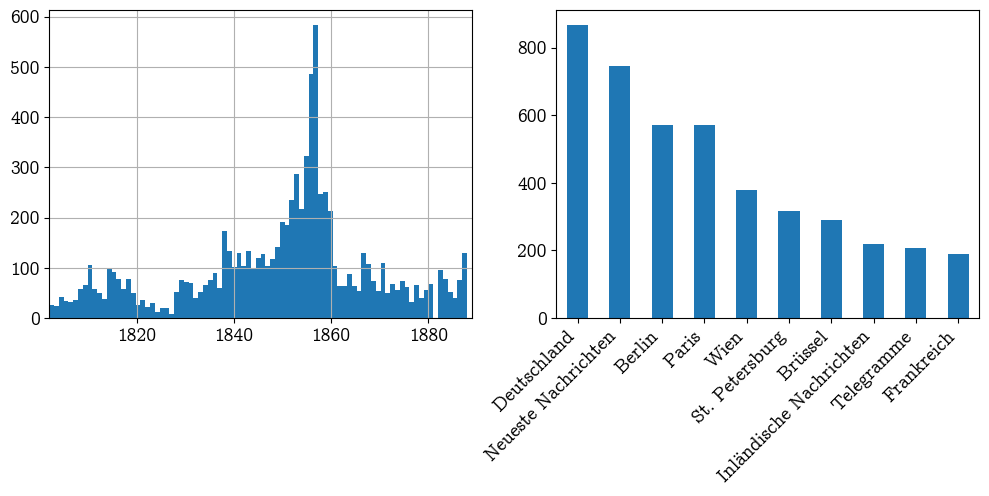 600
500
400
300
200
100
0
1820 1840 1860 1880
800
600
400
200
0
Deutschland
Neueste Nachrichten
Berlin
Paris
Wien
St. Petersburg
Brüssel
Inländische Nachrichten
Telegramme
Frankreich